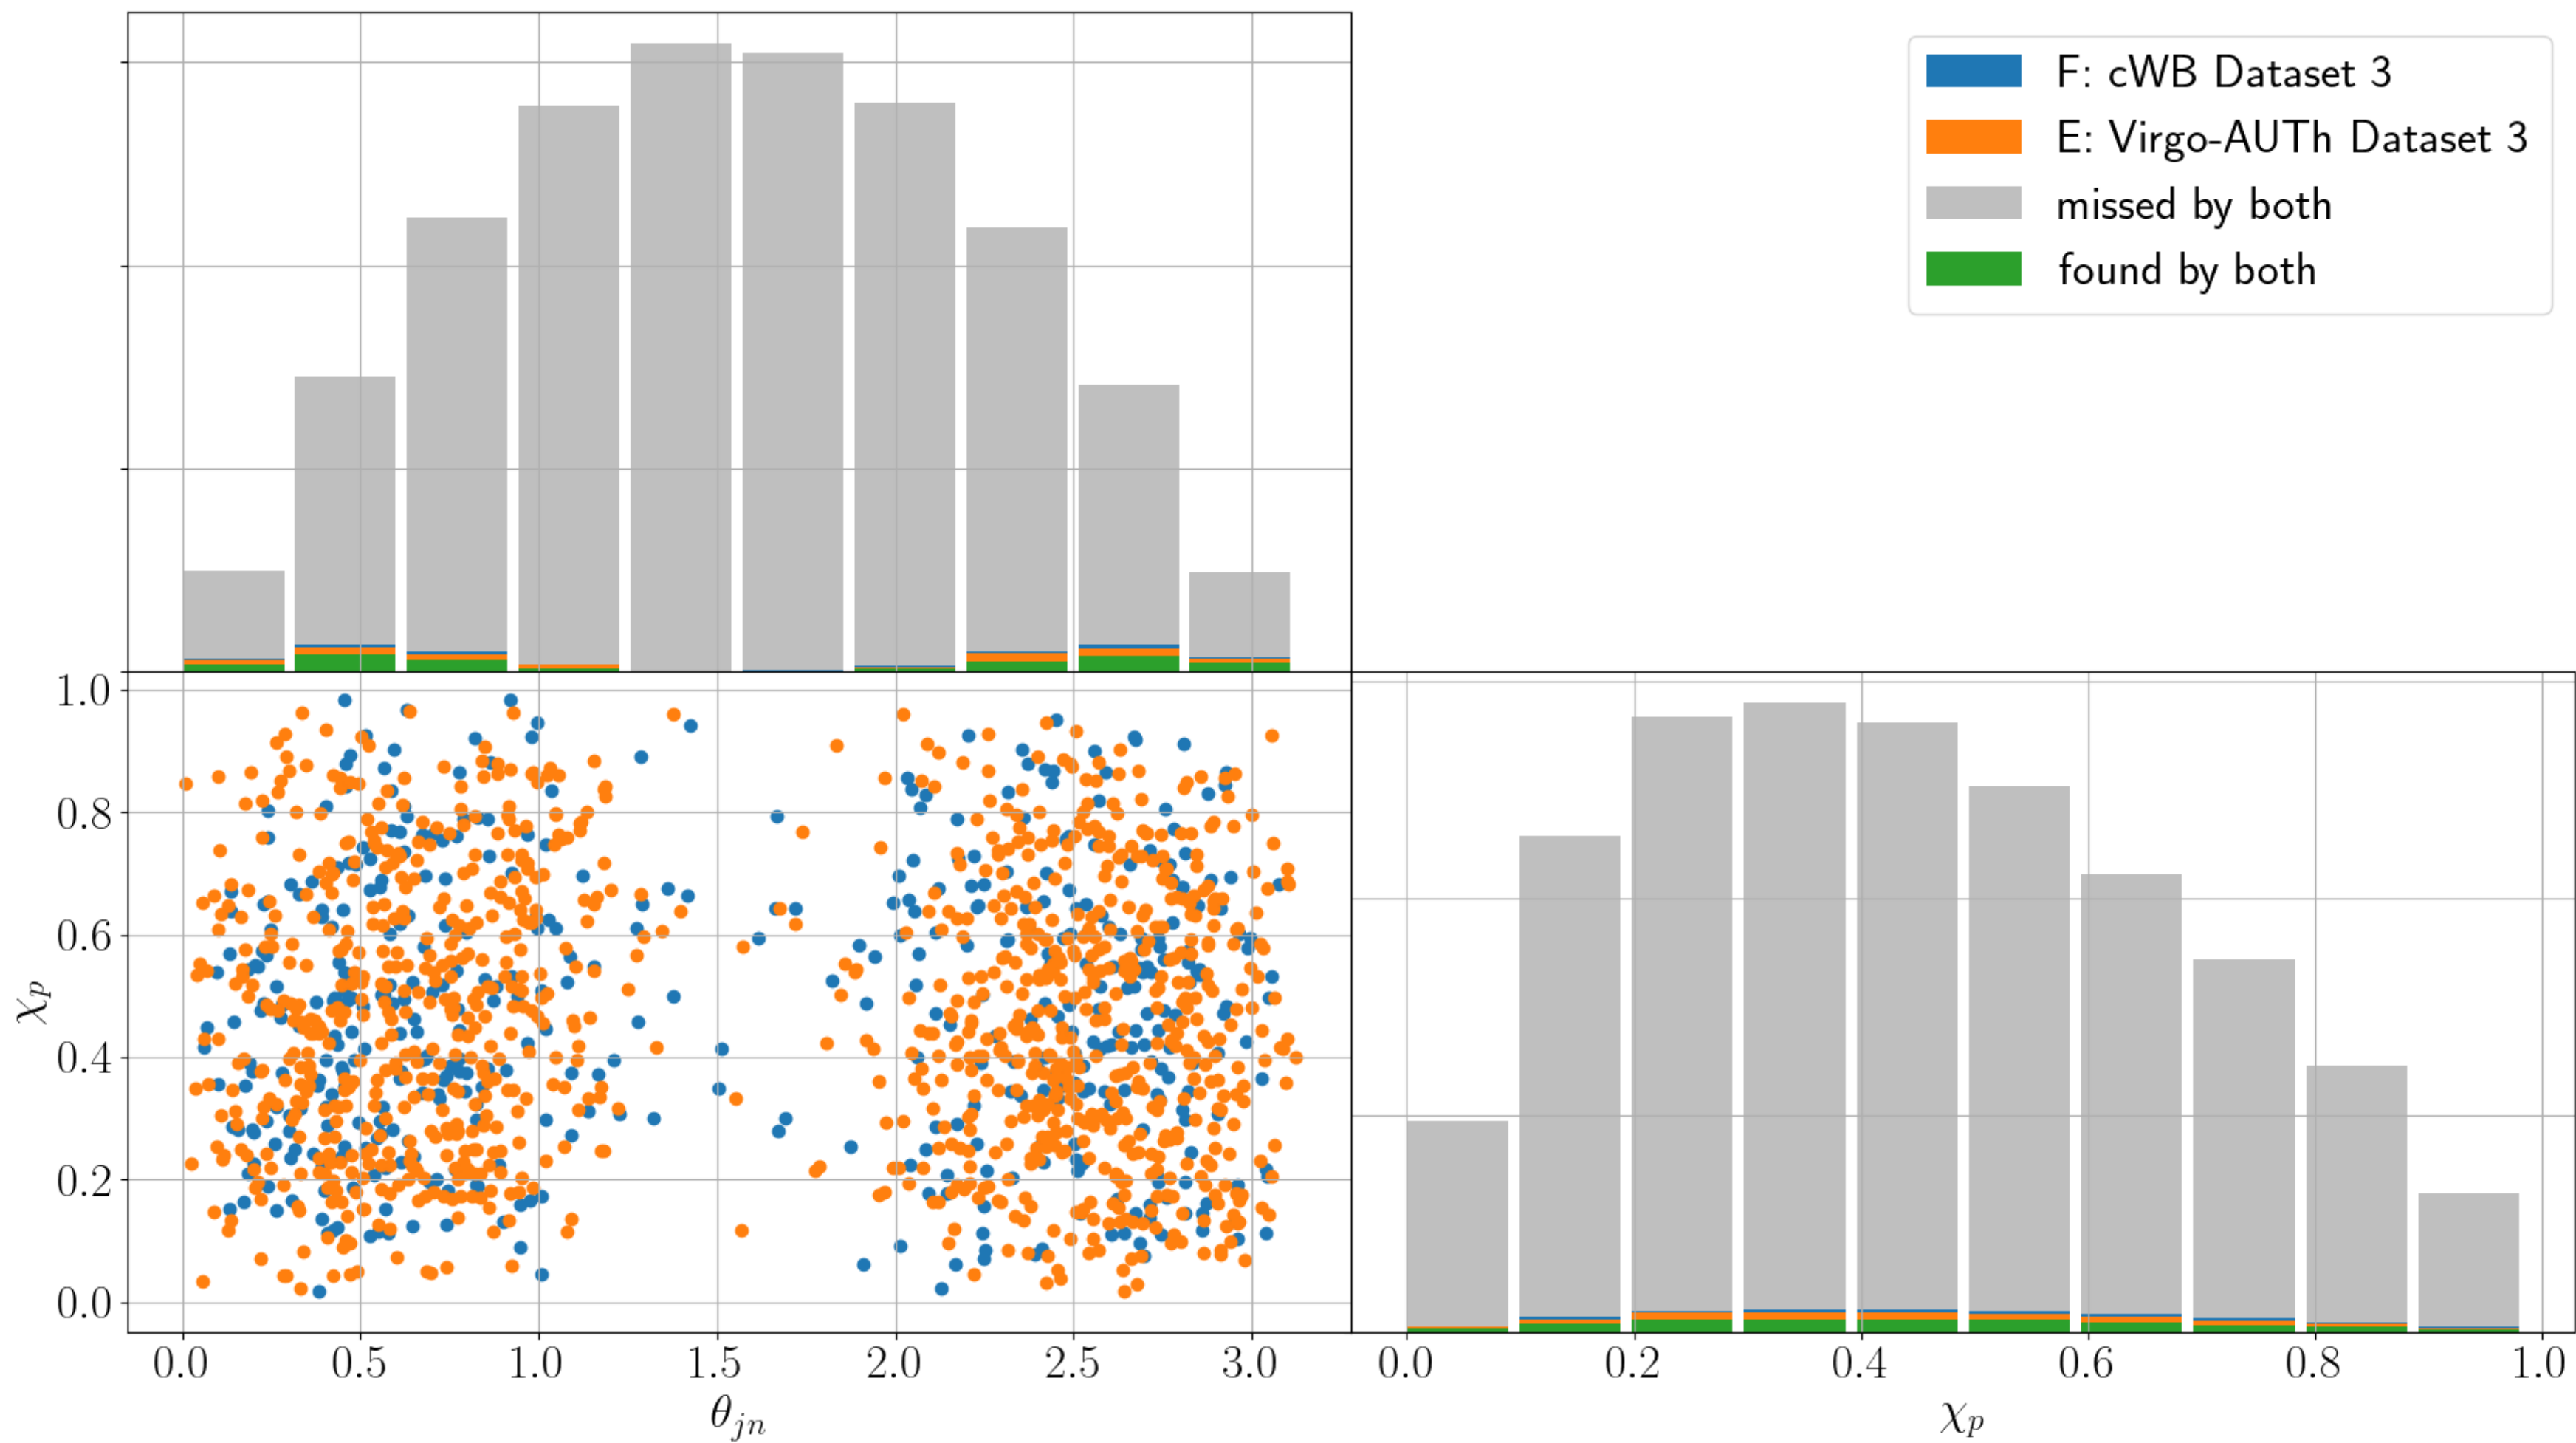 F: cWB Dataset 3
E: Virgo-AUTh Dataset 3
missed by both
found by both
1.0
0.8
0.6
0.4
0.2
0.0
χp
0.0 0.5 1.0 1.5 2.0 2.5 3.0
θjn
0.0 0.2 0.4 0.6 0.8 1.0
χp